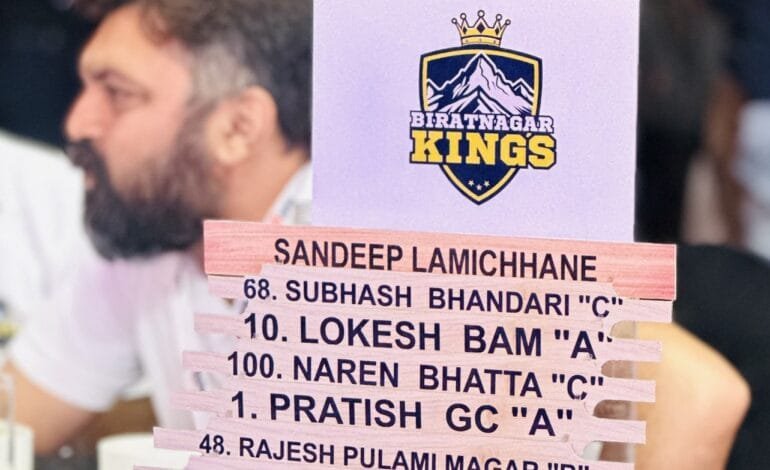 BIRATNAGAR
KINGS
SANDEEP LAMICHHANE
68. SUBHASH BHANDARI "C"
10. LOKESH BAM "A"
100. NAREN BHATTA "C"
1. PRATISH GC "A"
48. RAJESH PULAMI MAGAR "B"